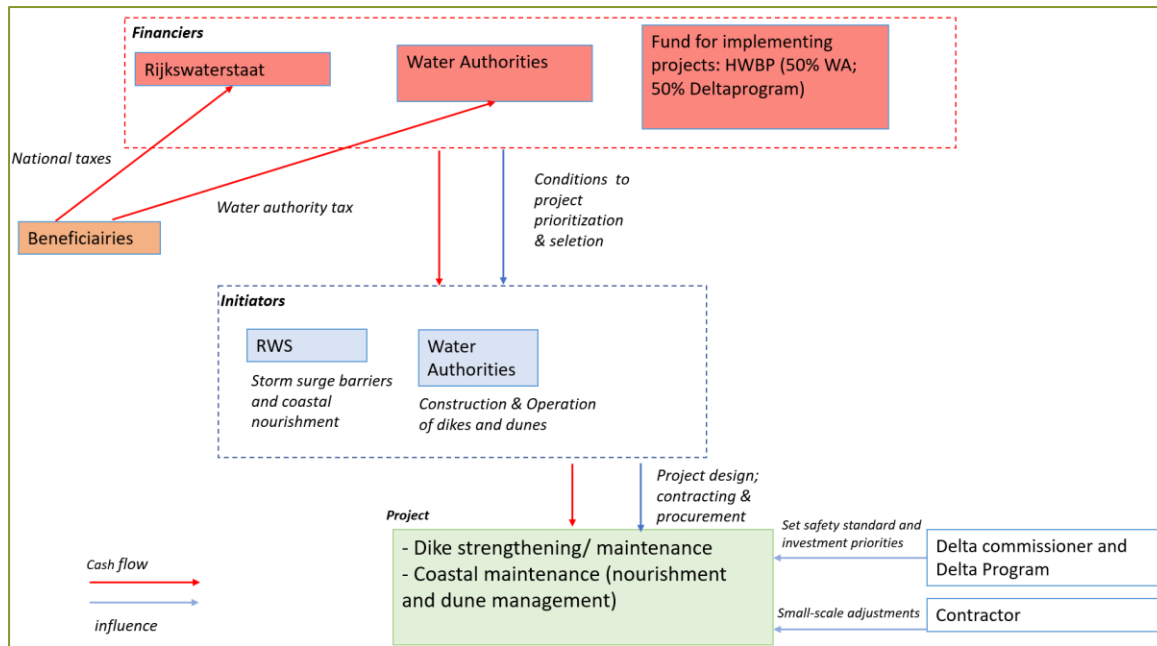 Financiers
Rijkswaterstaat
Water Authorities
Fund for implementing
projects: HWBP (50% WA;
50% Deltaprogram)
National taxes
Water authority tax
Beneficiairies
Conditions to
project
prioritization
& seletion
Initiators
RWS
Storm surge barriers
and coastal
nourishment
Water
Authorities
Construction & Operation
of dikes and dunes
Project design;
contracting &
procurement
Project
- Dike strengthening/ maintenance
- Coastal maintenance (nourishment
and dune management)
Set safety standard and
investment priorities
Delta commissioner and
Delta Program
Small-scale adjustments
Contractor
Cash flow
influence